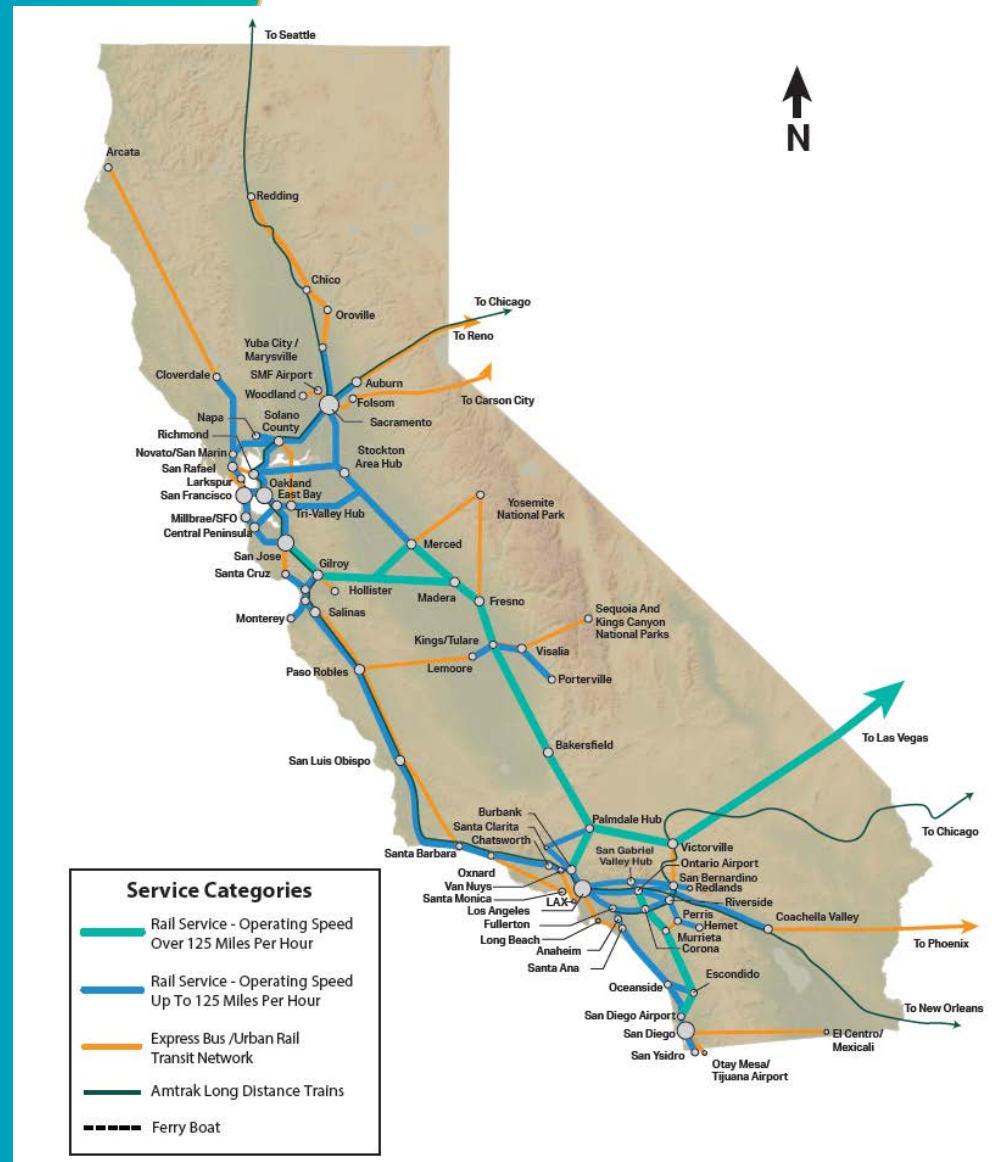 To Seattle
N
Arcata
Redding
Chico
Oroville
To Chicago
To Reno
Yuba City /
Marysville
SMF Airport
Cloverdale
Woodland
Auburn
Folsom
To Carson City
Napa
Solano
County
Sacramento
Richmond
Stockton
Area Hub
Novato/San Marin
San Rafael
Larkspur
Oakland
San Francisco
East Bay
Tri-Valley Hub
Yosemite
National Park
Millbrae/SFO
Central Peninsula
San Jose
Merced
Gilroy
Santa Cruz
Hollister
Madera
Fresno
Monterey
Salinas
Sequoia And
Kings Canyon
National Parks
Kings/Tulare
Visalia
Lemoore
Paso Robles
Porterville
Bakersfield
To Las Vegas
San Luis Obispo
Burbank
Palmdale Hub
Santa Clarita
Chatsworth
To Chicago
Victorville
San Gabriel
Valley Hub
Santa Barbara
Ontario Airport
Oxnard
San Bernardino
Van Nuys
Redlands
Santa Monica
LAX
Riverside
Los Angeles
Perris
Coachella Valley
Fullerton
Hemet
Long Beach
Murrieta
To Phoenix
Anaheim
Corona
Santa Ana
Escondido
Oceanside
To New Orleans
San Diego Airport
San Diego
El Centro/
Mexicali
San Ysidro
Otay Mesa/
Tijuana Airport
Service Categories
Rail Service - Operating Speed
Over 125 Miles Per Hour
Rail Service - Operating Speed
Up To 125 Miles Per Hour
Express Bus /Urban Rail
Transit Network
Amtrak Long Distance Trains
Ferry Boat